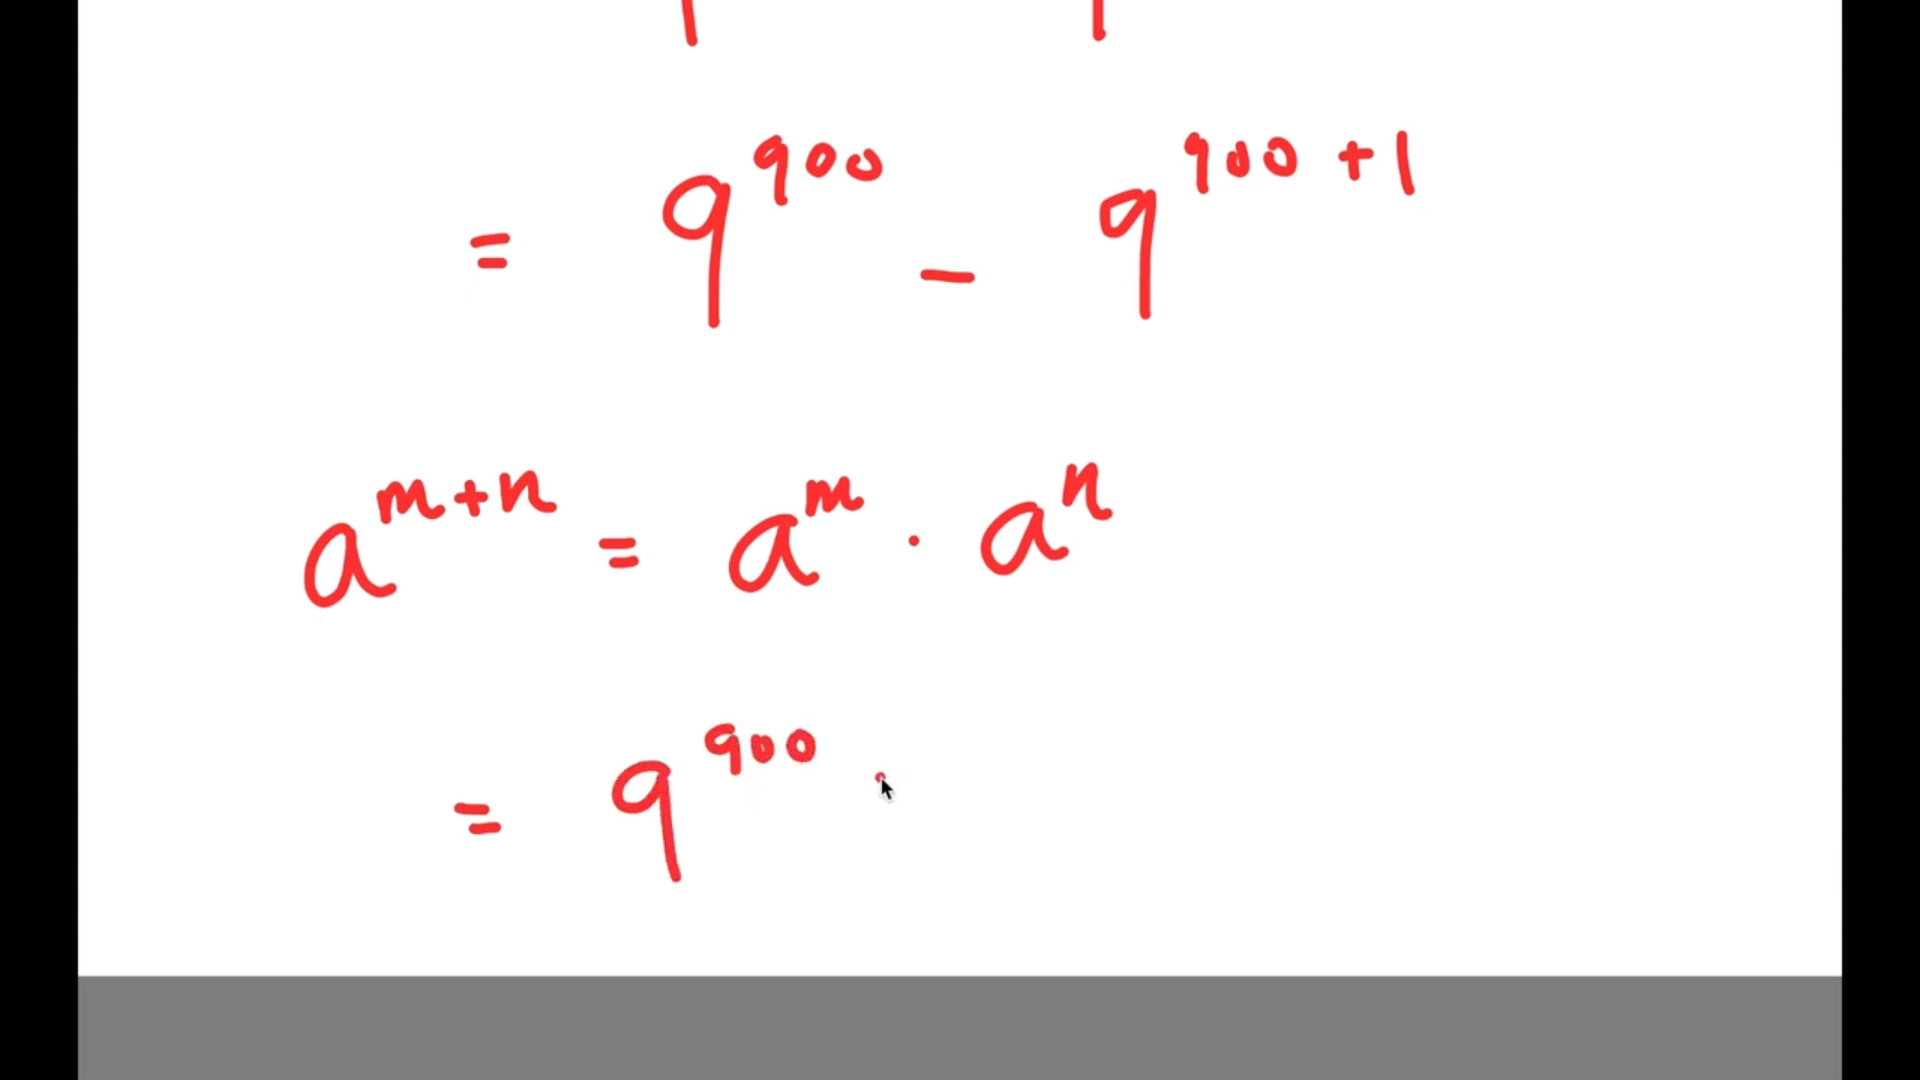 = 9^900 - 9^900+1
a^m+n = a^m · a^n
= 9^900 ·